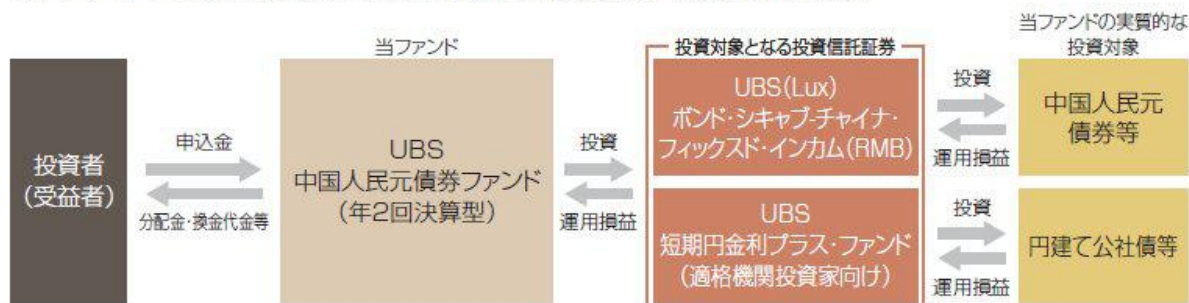 当ファンド
投資対象となる投資信託証券
当ファンドの実質的な
投資対象
投資者
(受益者)
申込金
分配金・換金代金等
UBS
中国人民元債券ファンド
(年2回決算型)
投資
運用損益
UBS(Lux)
ボンド・シキャブ-チャイナ・
フィックスド・インカム(RMB)
投資
運用損益
中国人民元
債券等
UBS
短期円金利プラス・ファンド
(適格機関投資家向け)
投資
運用損益
円建て公社債等